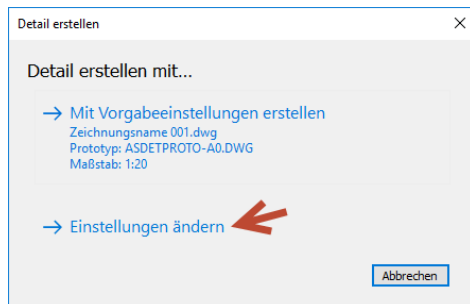 Detail erstellen
Detail erstellen mit...
Mit Vorgabeeinstellungen erstellen
Zeichnungsname 001.dwg
Prototyp: ASDETPROTO-A0.DWG
Maßstab: 1:20
Einstellungen ändern
Abbrechen